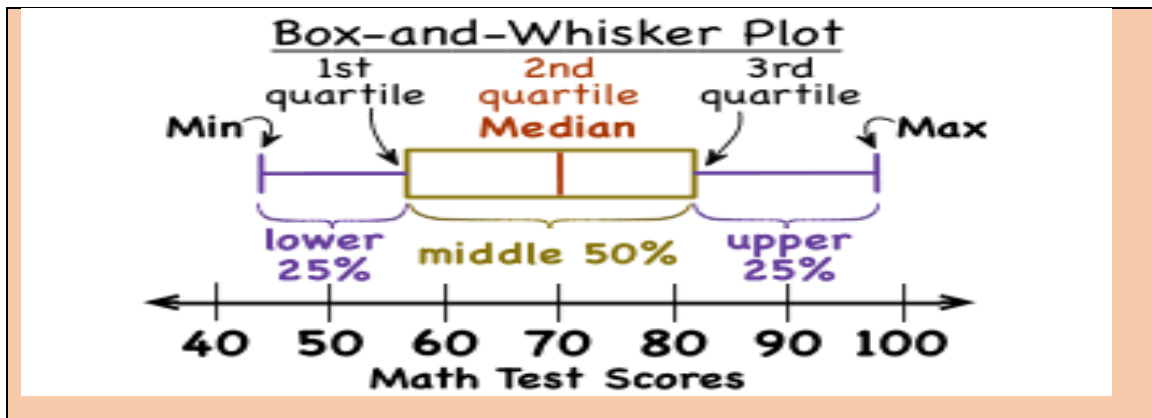 Box-and-Whisker Plot
1st quartile
2nd quartile
Median
3rd quartile
Min
Max
lower 25%
middle 50%
upper 25%
40 50 60 70 80 90 100
Math Test Scores